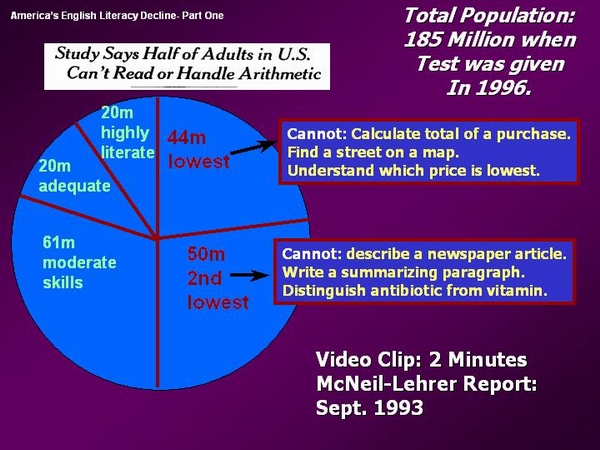 America's English Literacy Decline- Part One
Total Population:
185 Million when
Test was given
In 1996.
Study Says Half of Adults in U.S.
Can't Read or Handle Arithmetic
20m
highly
literate
44m
lowest
Cannot: Calculate total of a purchase.
Find a street on a map.
Understand which price is lowest.
20m
adequate
61m
moderate
skills
50m
2nd
lowest
Cannot: describe a newspaper article.
Write a summarizing paragraph.
Distinguish antibiotic from vitamin.
Video Clip: 2 Minutes
McNeil-Lehrer Report:
Sept. 1993